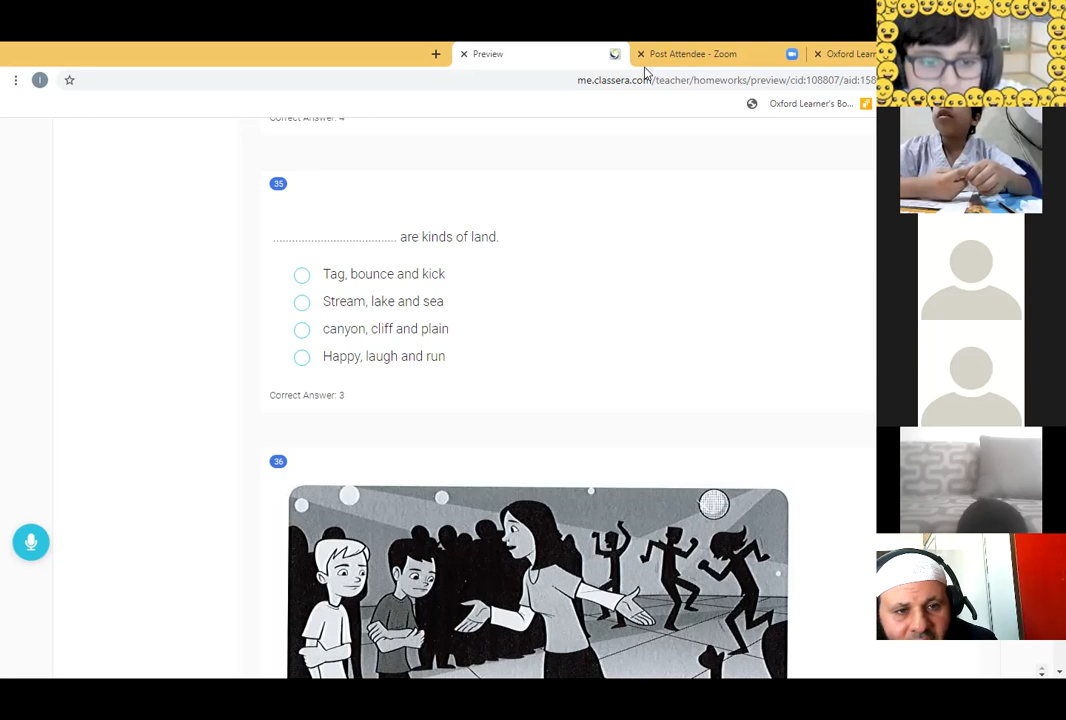 Preview
Post Attendee - Zoom
Oxford Learn
me.classera.com/teacher/homeworks/preview/cid:108807/aid:158
Oxford Learner's Bo...
Correct Answer: 4
35
.................................... are kinds of land.
Tag, bounce and kick
Stream, lake and sea
canyon, cliff and plain
Happy, laugh and run
Correct Answer: 3
36